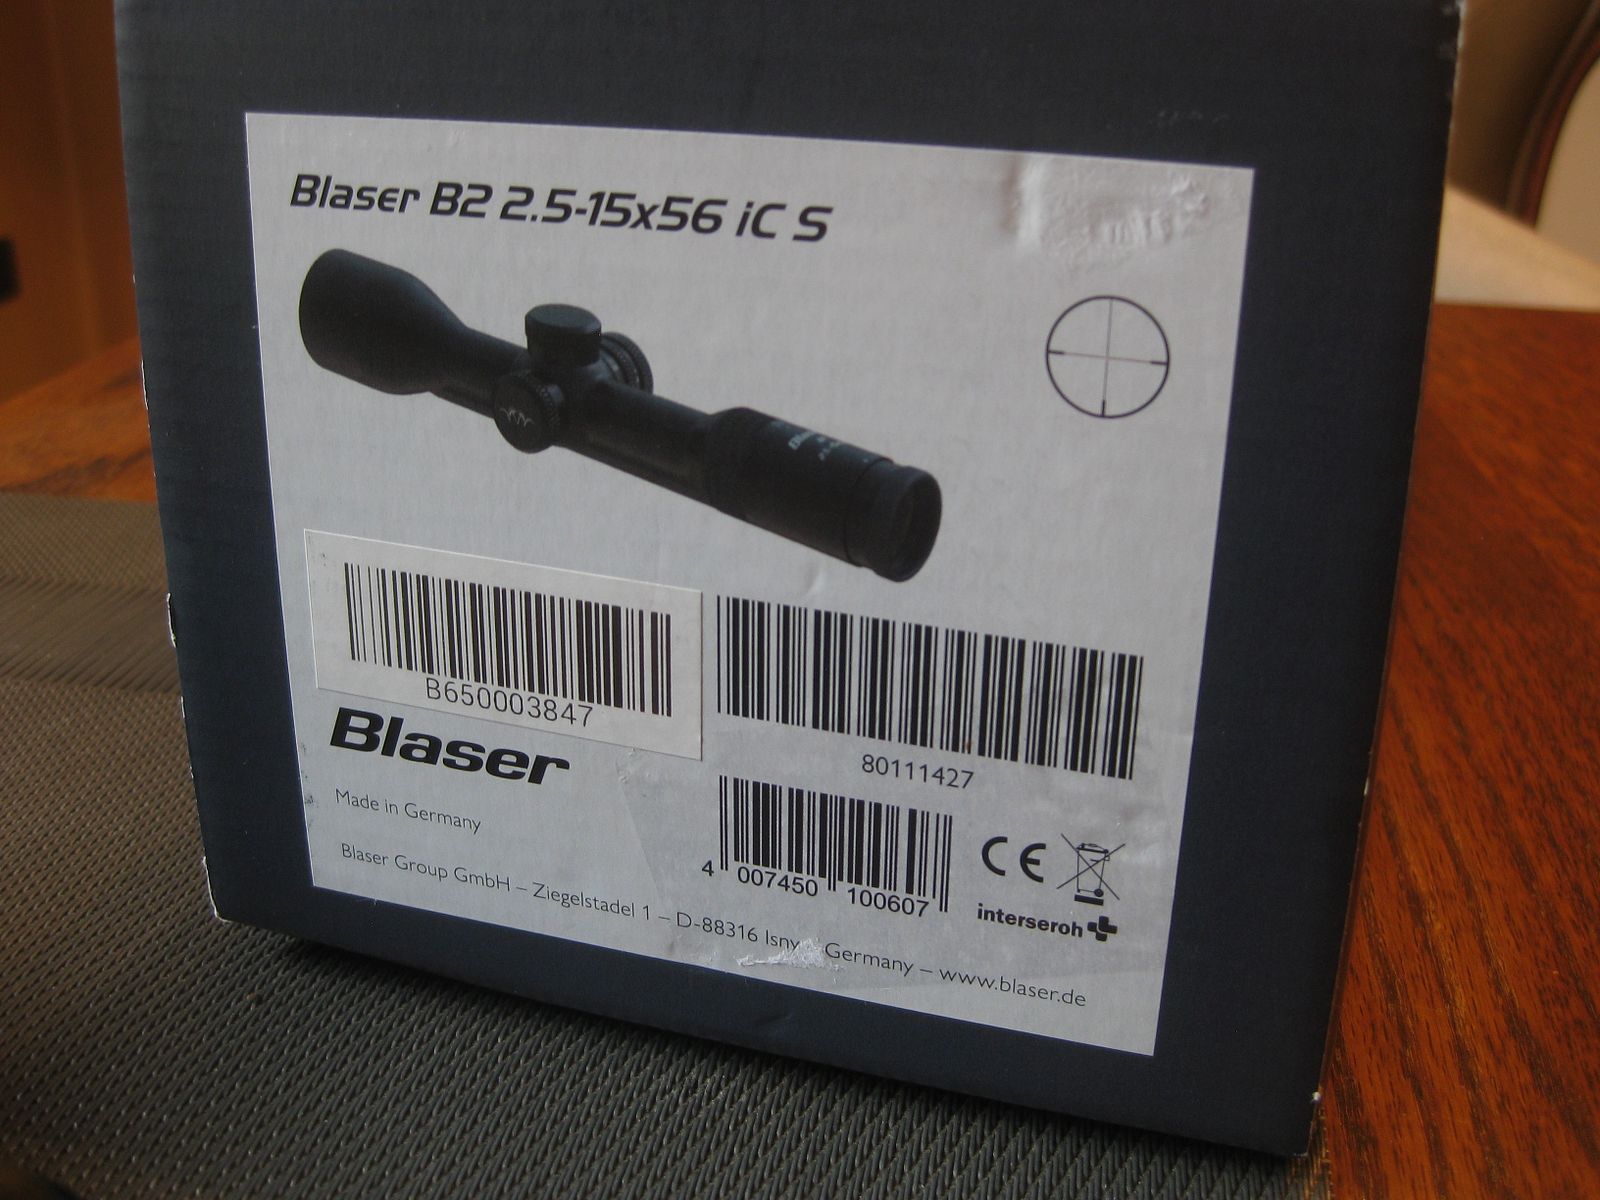 Blaser B2 2.5-15x56 iC S
B650003847
80111427
Blaser
Made in Germany
4 007450 100607
CE
interseroh
Blaser Group GmbH – Ziegelstadel 1 – D-88316 Isny – Germany – www.blaser.de